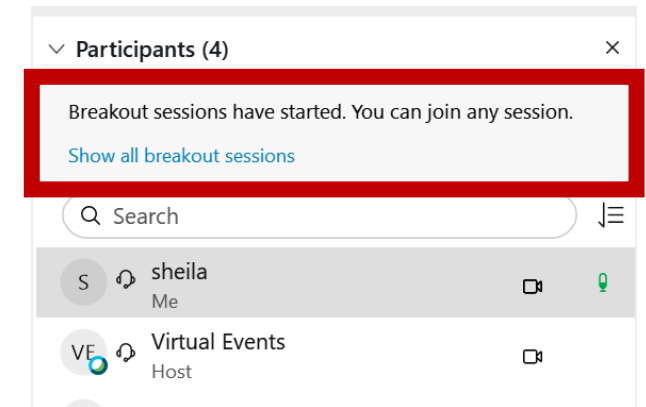 Participants (4)
Breakout sessions have started. You can join any session.
Show all breakout sessions
Search
S
sheila
Me
VE
Virtual Events
Host